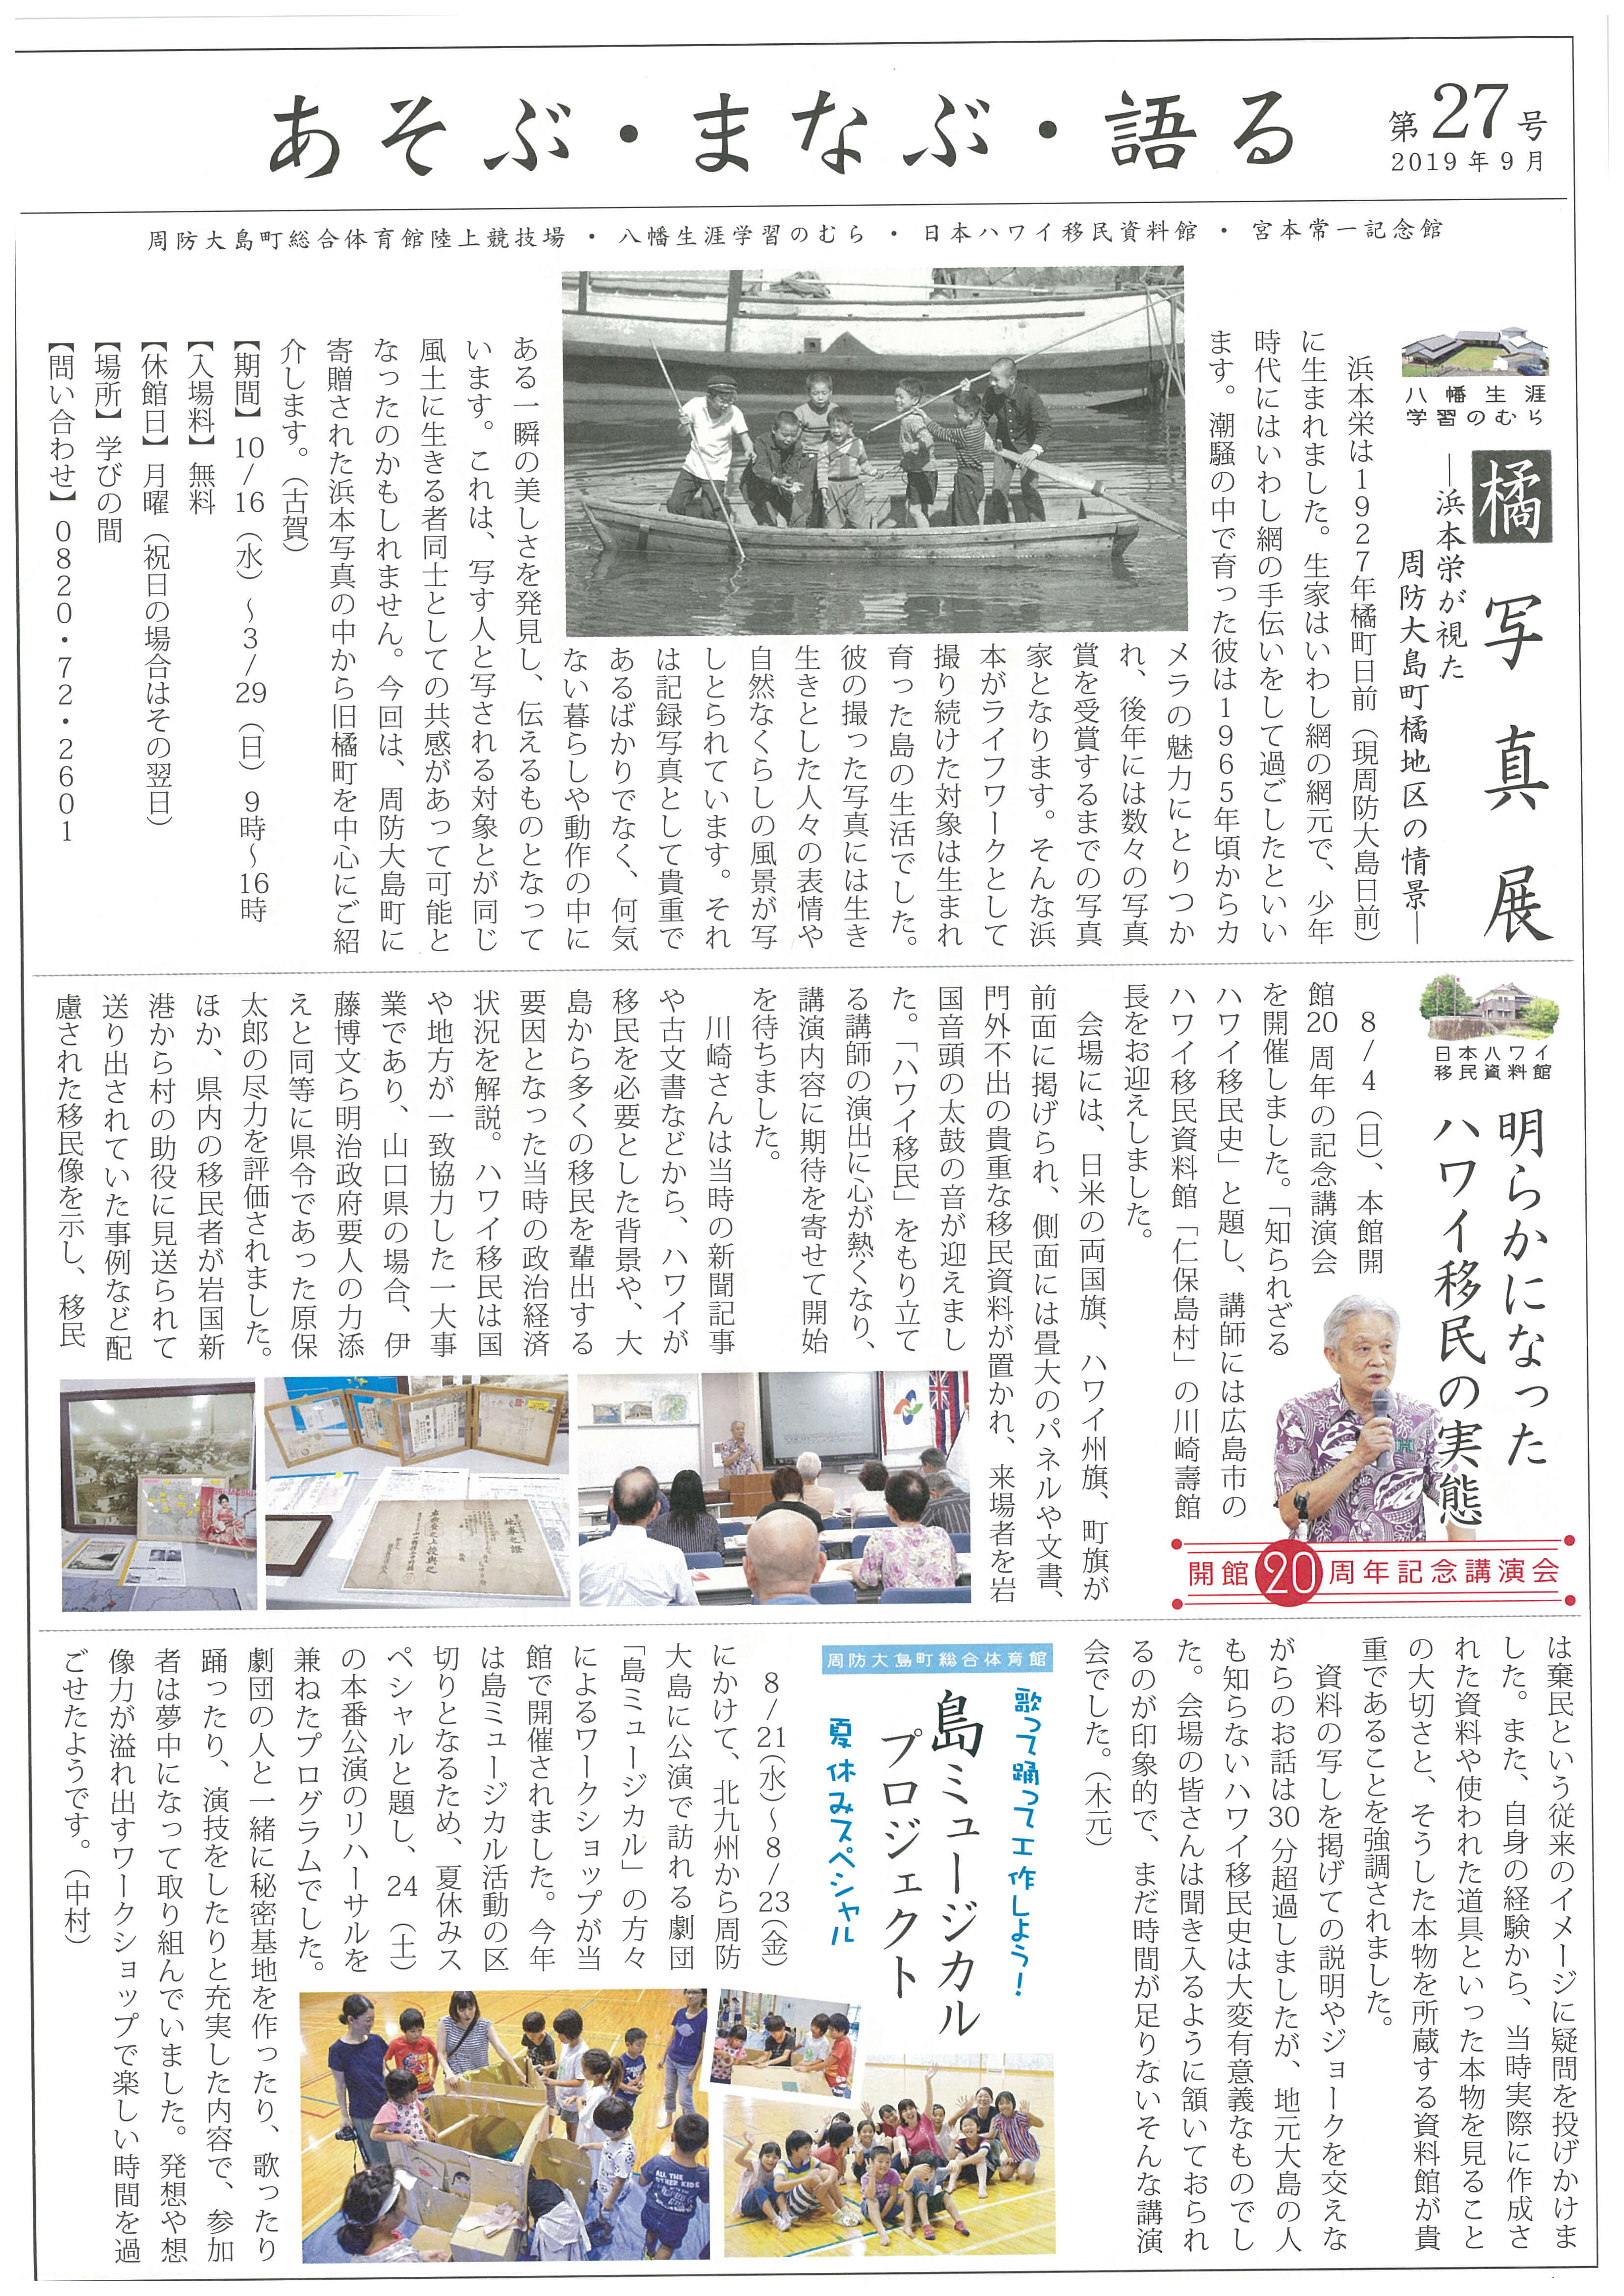 あそぶ・まなぶ・語る
第27号
2019年9月
周防大島町総合体育館陸上競技場 ・ 八幡生涯学習のむら ・ 日本ハワイ移民資料館 ・ 宮本常一記念館
八幡生涯
学習のむら
橘写真展
―浜本栄が視た
周防大島町橘地区の情景―
浜本栄は1927年橘町日前（現周防大島日前）
に生まれました。生家はいわし網の網元で、少年
時代にはいわし網の手伝いをして過ごしたといい
ます。潮騒の中で育った彼は1965年頃からカ
メラの魅力にとりつか
れ、後年には数々の写真
賞を受賞するまでの写真
家となります。そんな浜
本がライフワークとして
撮り続けた対象は生まれ
育った島の生活でした。
彼の撮った写真には生き
生きとした人々の表情や
自然なくらしの風景が写
しとられています。それ
は記録写真として貴重で
あるばかりでなく、何気
ない暮らしや動作の中に
ある一瞬の美しさを発見し、伝えるものとなって
います。これは、写す人と写される対象とが同じ
風土に生きる者同士としての共感があって可能と
なったのかもしれません。今回は、周防大島町に
寄贈された浜本写真の中から旧橘町を中心にご紹
介します。（古賀）
【期間】10/16（水）～3/29（日）9時～16時
【入場料】無料
【休館日】月曜（祝日の場合はその翌日）
【場所】学びの間
【問い合わせ】0820・72・2601
日本ハワイ
移民資料館
明らかになった
ハワイ移民の実態
開館20周年記念講演会
8/4（日）、本館開
館20周年の記念講演会
を開催しました。「知られざる
ハワイ移民史」と題し、講師には広島市の
ハワイ移民資料館「仁保島村」の川崎壽館
長をお迎えしました。
会場には、日米の両国旗、ハワイ州旗、町旗が
前面に掲げられ、側面には畳大のパネルや文書、
門外不出の貴重な移民資料が置かれ、来場者を岩
国音頭の太鼓の音が迎えまし
た。「ハワイ移民」をもり立て
る講師の演出に心が熱くなり、
講演内容に期待を寄せて開始
を待ちました。
川崎さんは当時の新聞記事
や古文書などから、ハワイが
移民を必要とした背景や、大
島から多くの移民を輩出する
要因となった当時の政治経済
状況を解説。ハワイ移民は国
や地方が一致協力した一大事
業であり、山口県の場合、伊
藤博文ら明治政府要人の力添
えと同等に県令であった原保
太郎の尽力を評価されました。
ほか、県内の移民者が岩国新
港から村の助役に見送られて
送り出されていた事例など配
慮された移民像を示し、移民
は棄民という従来のイメージに疑問を投げかけま
した。また、自身の経験から、当時実際に作成さ
れた資料や使われた道具といった本物を見ること
の大切さと、そうした本物を所蔵する資料館が貴
重であることを強調されました。
資料の写しを掲げての説明やジョークを交えな
がらのお話は30分超過しましたが、地元大島の人
も知らないハワイ移民史は大変有意義なものでし
た。会場の皆さんは聞き入るように頷いておられ
るのが印象的で、まだ時間が足りないそんな講演
会でした。（木元）
周防大島町総合体育館
歌って踊って工作しよう！
島ミュージカル
プロジェクト
夏休みスペシャル
8/21（水）～8/23（金）
にかけて、北九州から周防
大島に公演で訪れる劇団
「島ミュージカル」の方々
によるワークショップが当
館で開催されました。今年
は島ミュージカル活動の区
切りとなるため、夏休みス
ペシャルと題し、24（土）
の本番公演のリハーサルを
兼ねたプログラムでした。
劇団の人と一緒に秘密基地を作ったり、歌ったり
踊ったり、演技をしたりと充実した内容で、参加
者は夢中になって取り組んでいました。発想や想
像力が溢れ出すワークショップで楽しい時間を過
ごせたようです。（中村）